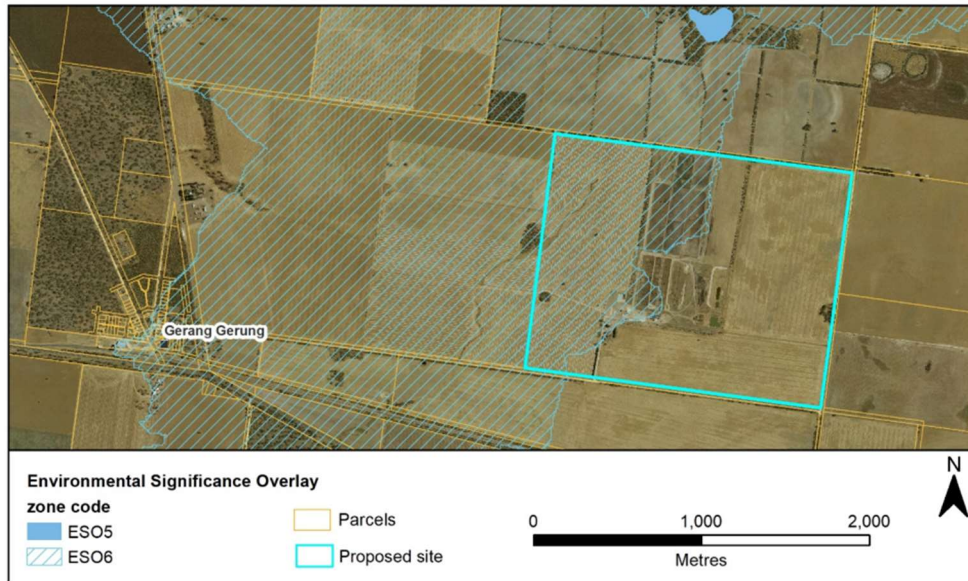 Gerang Gerung
Environmental Significance Overlay
zone code
ESO5
ESO6
Parcels
Proposed site
0 1,000 2,000
Metres
N